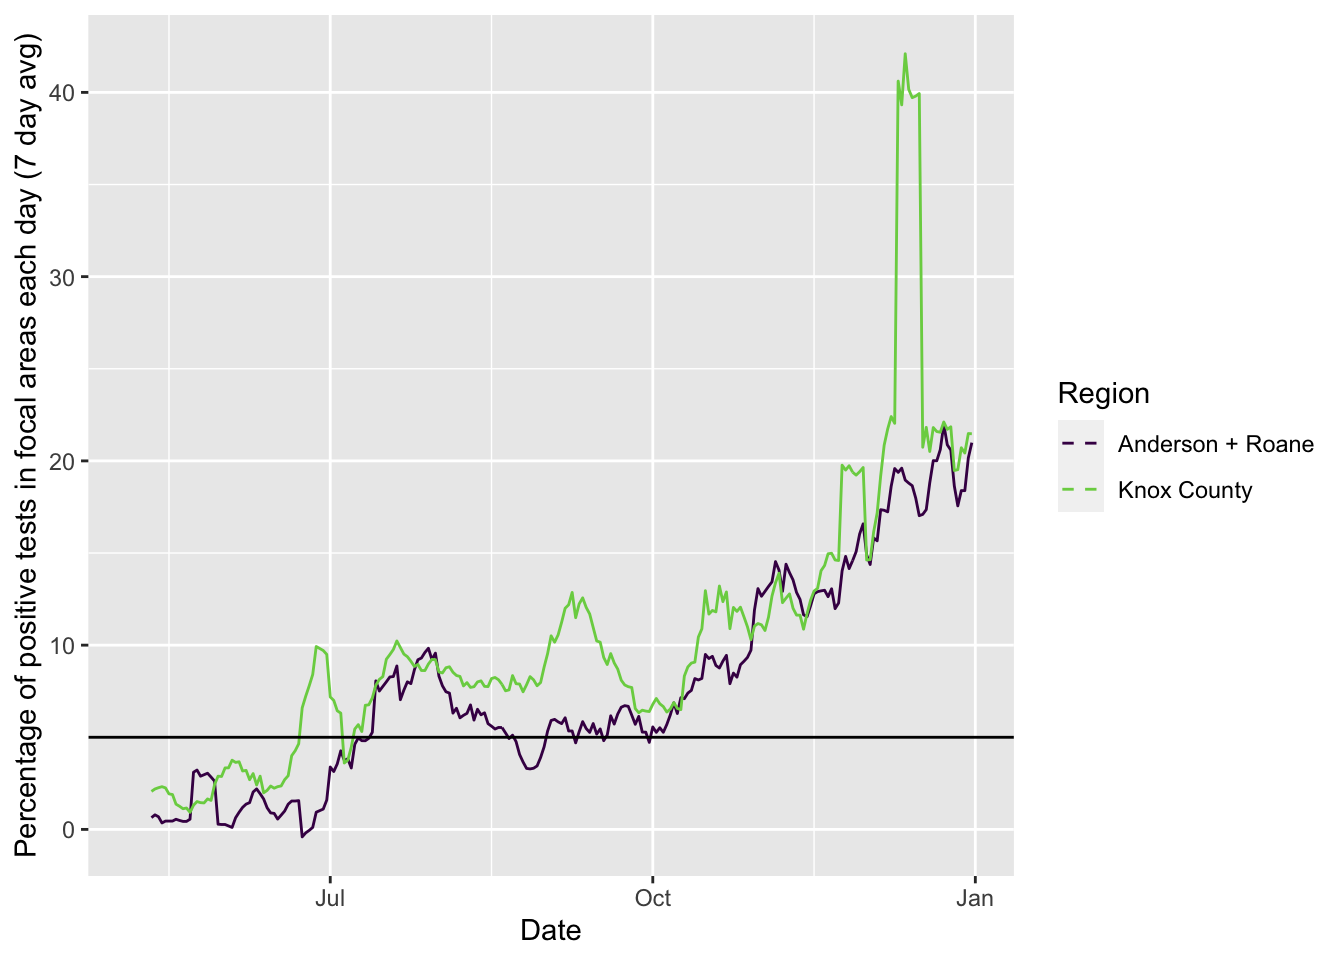 Percentage of positive tests in focal areas each day (7 day avg)
40
30
20
10
0
Jul
Oct
Jan
Date
Region
Anderson + Roane
Knox County